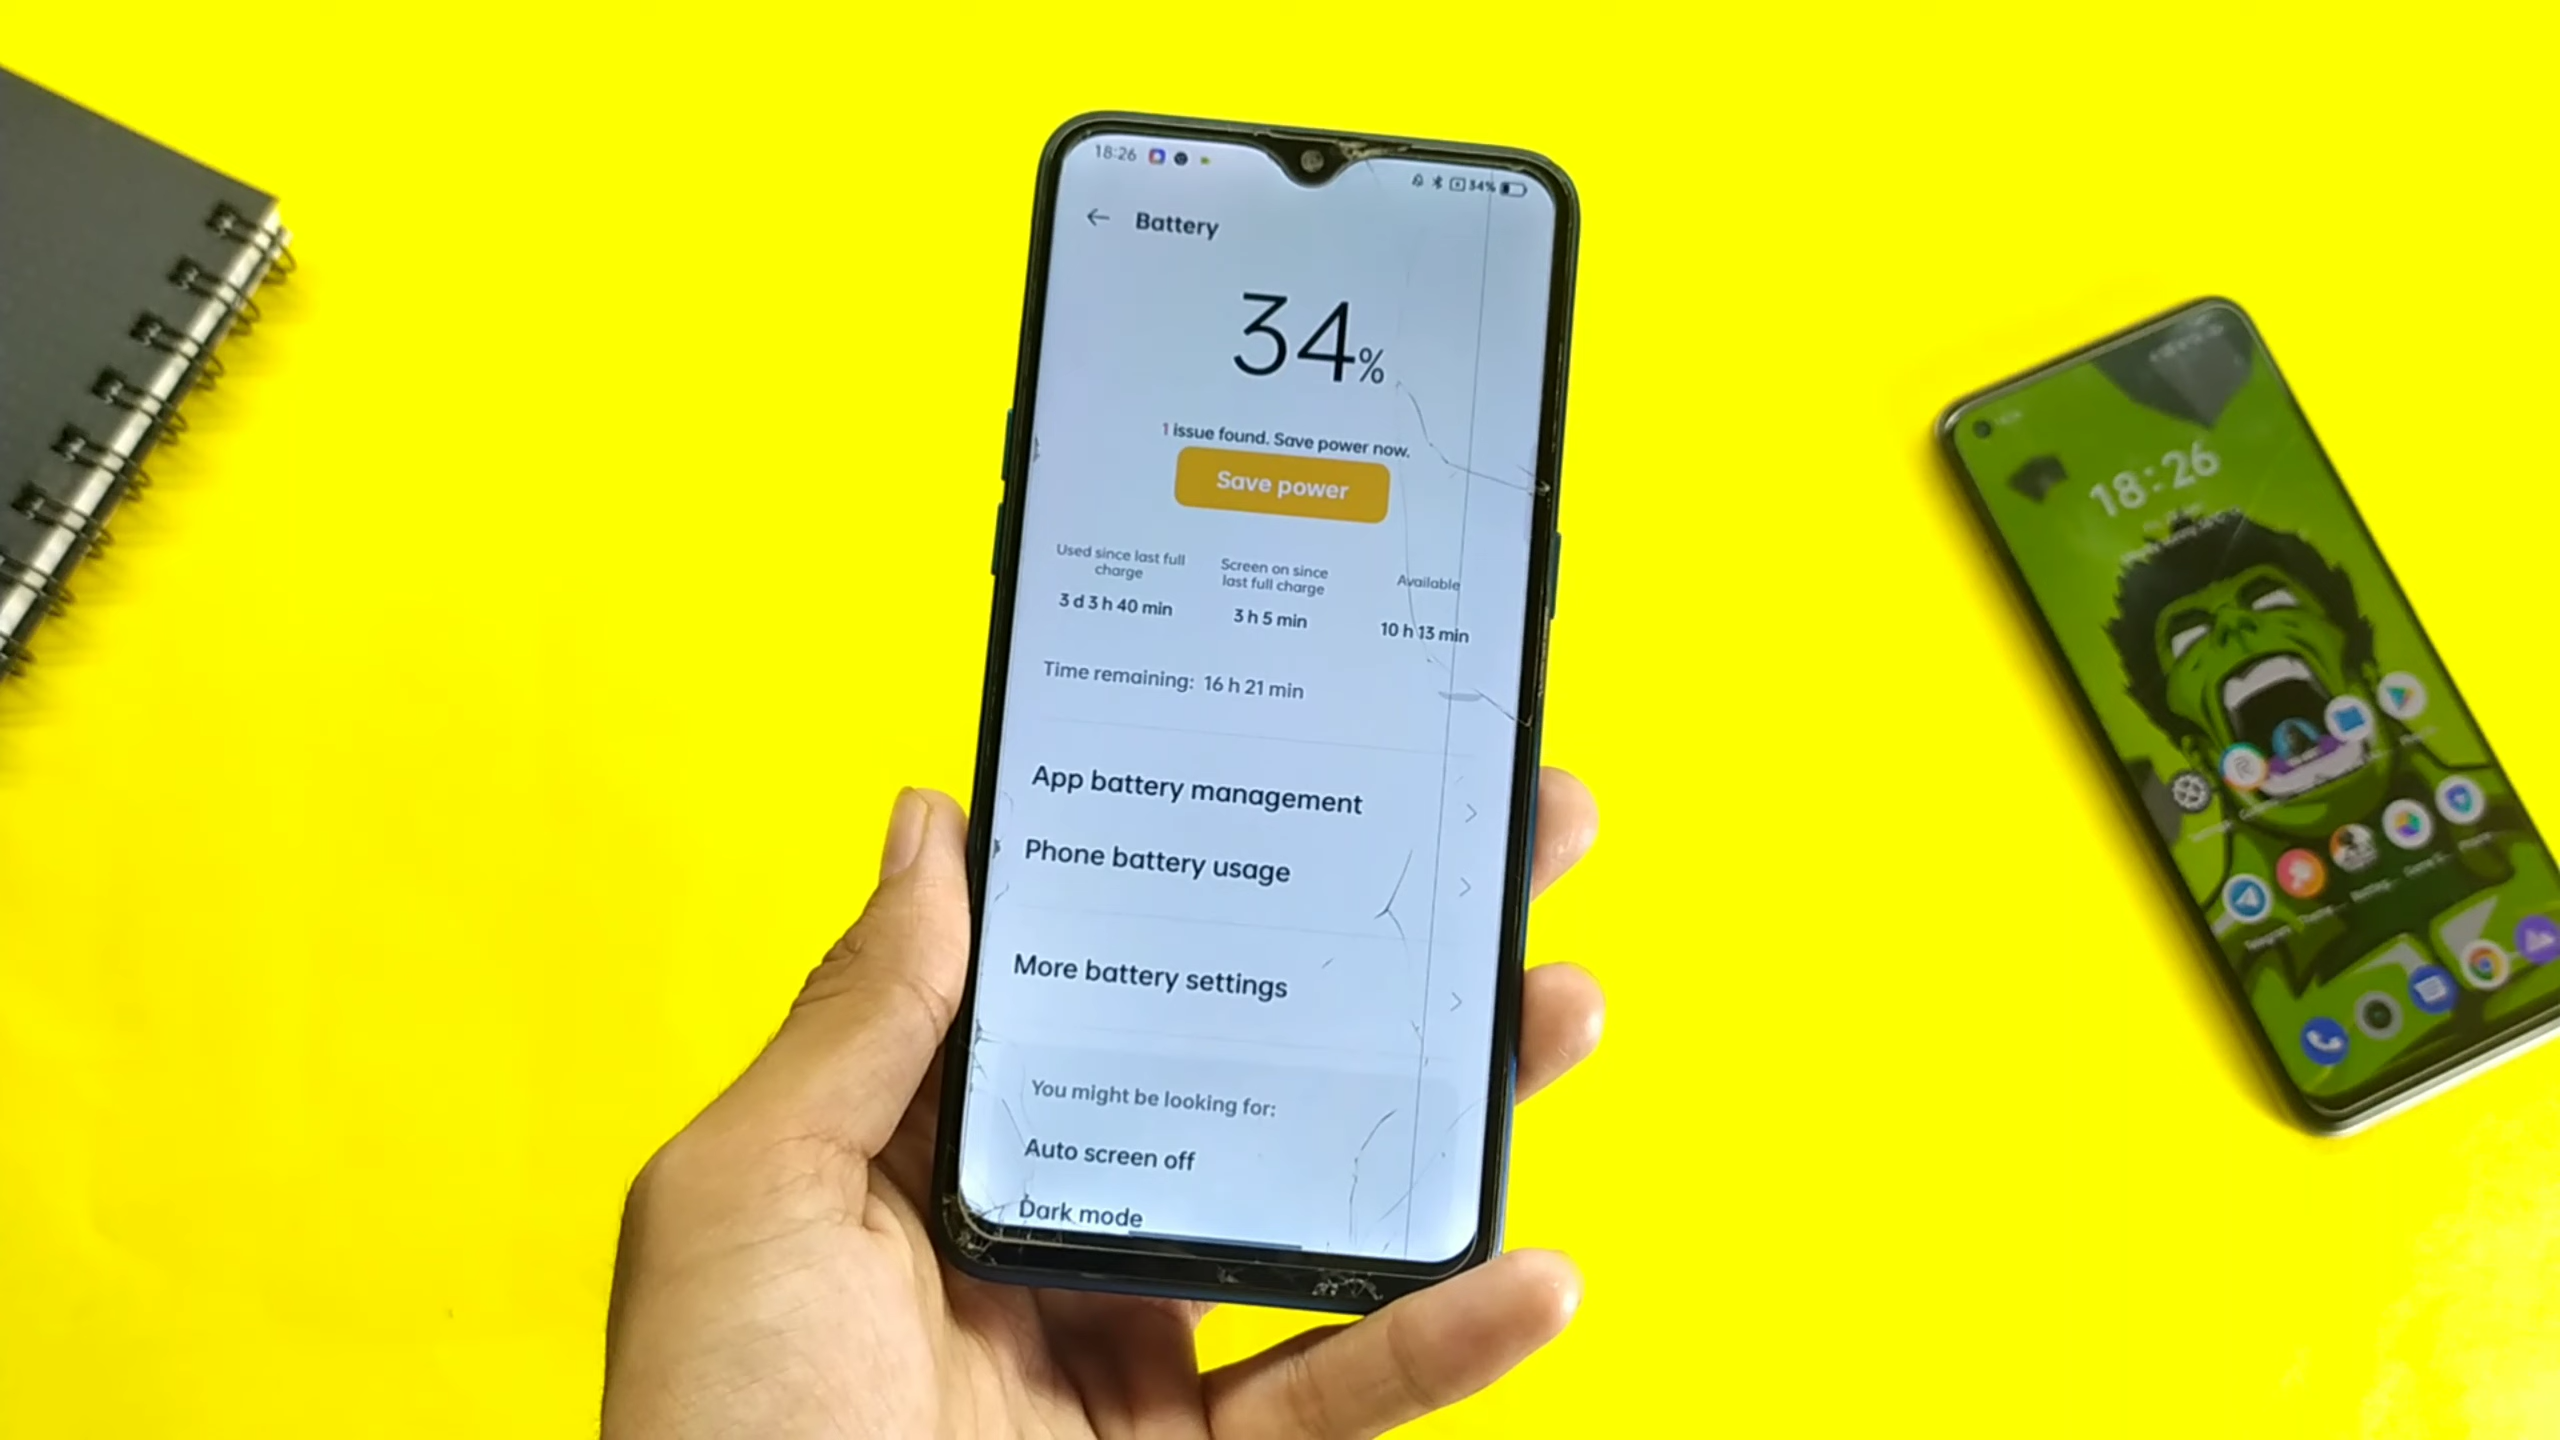 18:26
34%
Battery
34%
1 issue found. Save power now.
Save power
Used since last full
charge
3 d 3 h 40 min
Screen on since
last full charge
3 h 5 min
Available
10 h 13 min
Time remaining: 16 h 21 min
App battery management
Phone battery usage
More battery settings
You might be looking for:
Auto screen off
Dark mode
18:26
Telegram